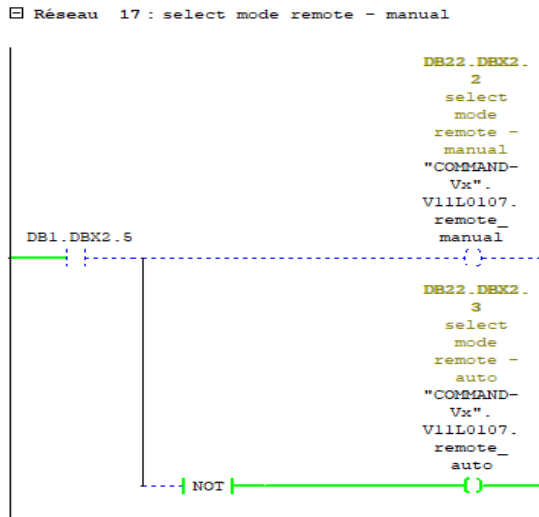 Réseau 17 : select mode remote - manual
DB22.DBX2.
2
select
mode
remote -
manual
"COMMAND-
Vx".
V11L0107.
remote_
manual
DB1.DBX2.5
DB22.DBX2.
3
select
mode
remote -
auto
"COMMAND-
Vx".
V11L0107.
remote_
auto
NOT